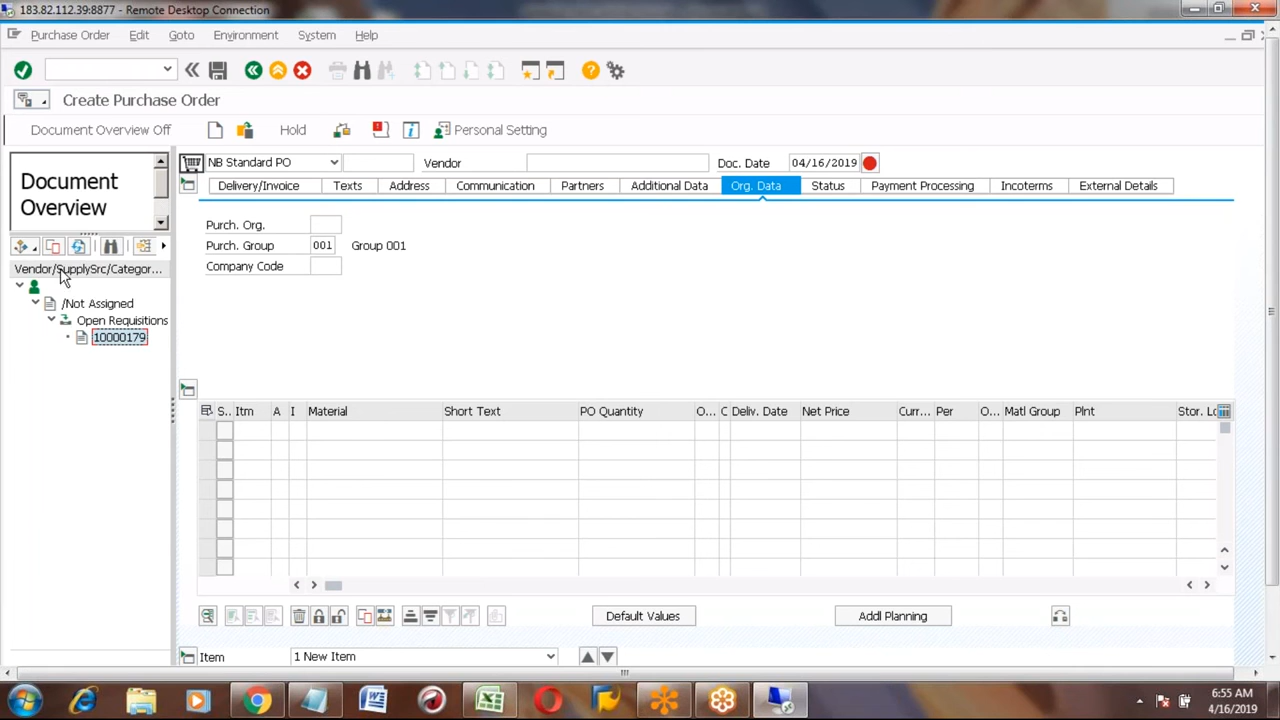 183.82.112.39:8877 - Remote Desktop Connection
Purchase Order Edit Goto Environment System Help
Create Purchase Order
Document Overview Off Hold Personal Setting
Document
Overview
NB Standard PO Vendor Doc. Date 04/16/2019
Delivery/Invoice Texts Address Communication Partners Additional Data Org. Data Status Payment Processing Incoterms External Details
Purch. Org.
Purch. Group 001 Group 001
Company Code
Vendor/SupplySrc/Categor...
/Not Assigned
Open Requisitions
10000179
S.. Itm A I Material Short Text PO Quantity O... C Deliv. Date Net Price Curr... Per O... Matl Group Plnt Stor. Lo
Default Values Addl Planning
Item 1 New Item
6:55 AM
4/16/2019